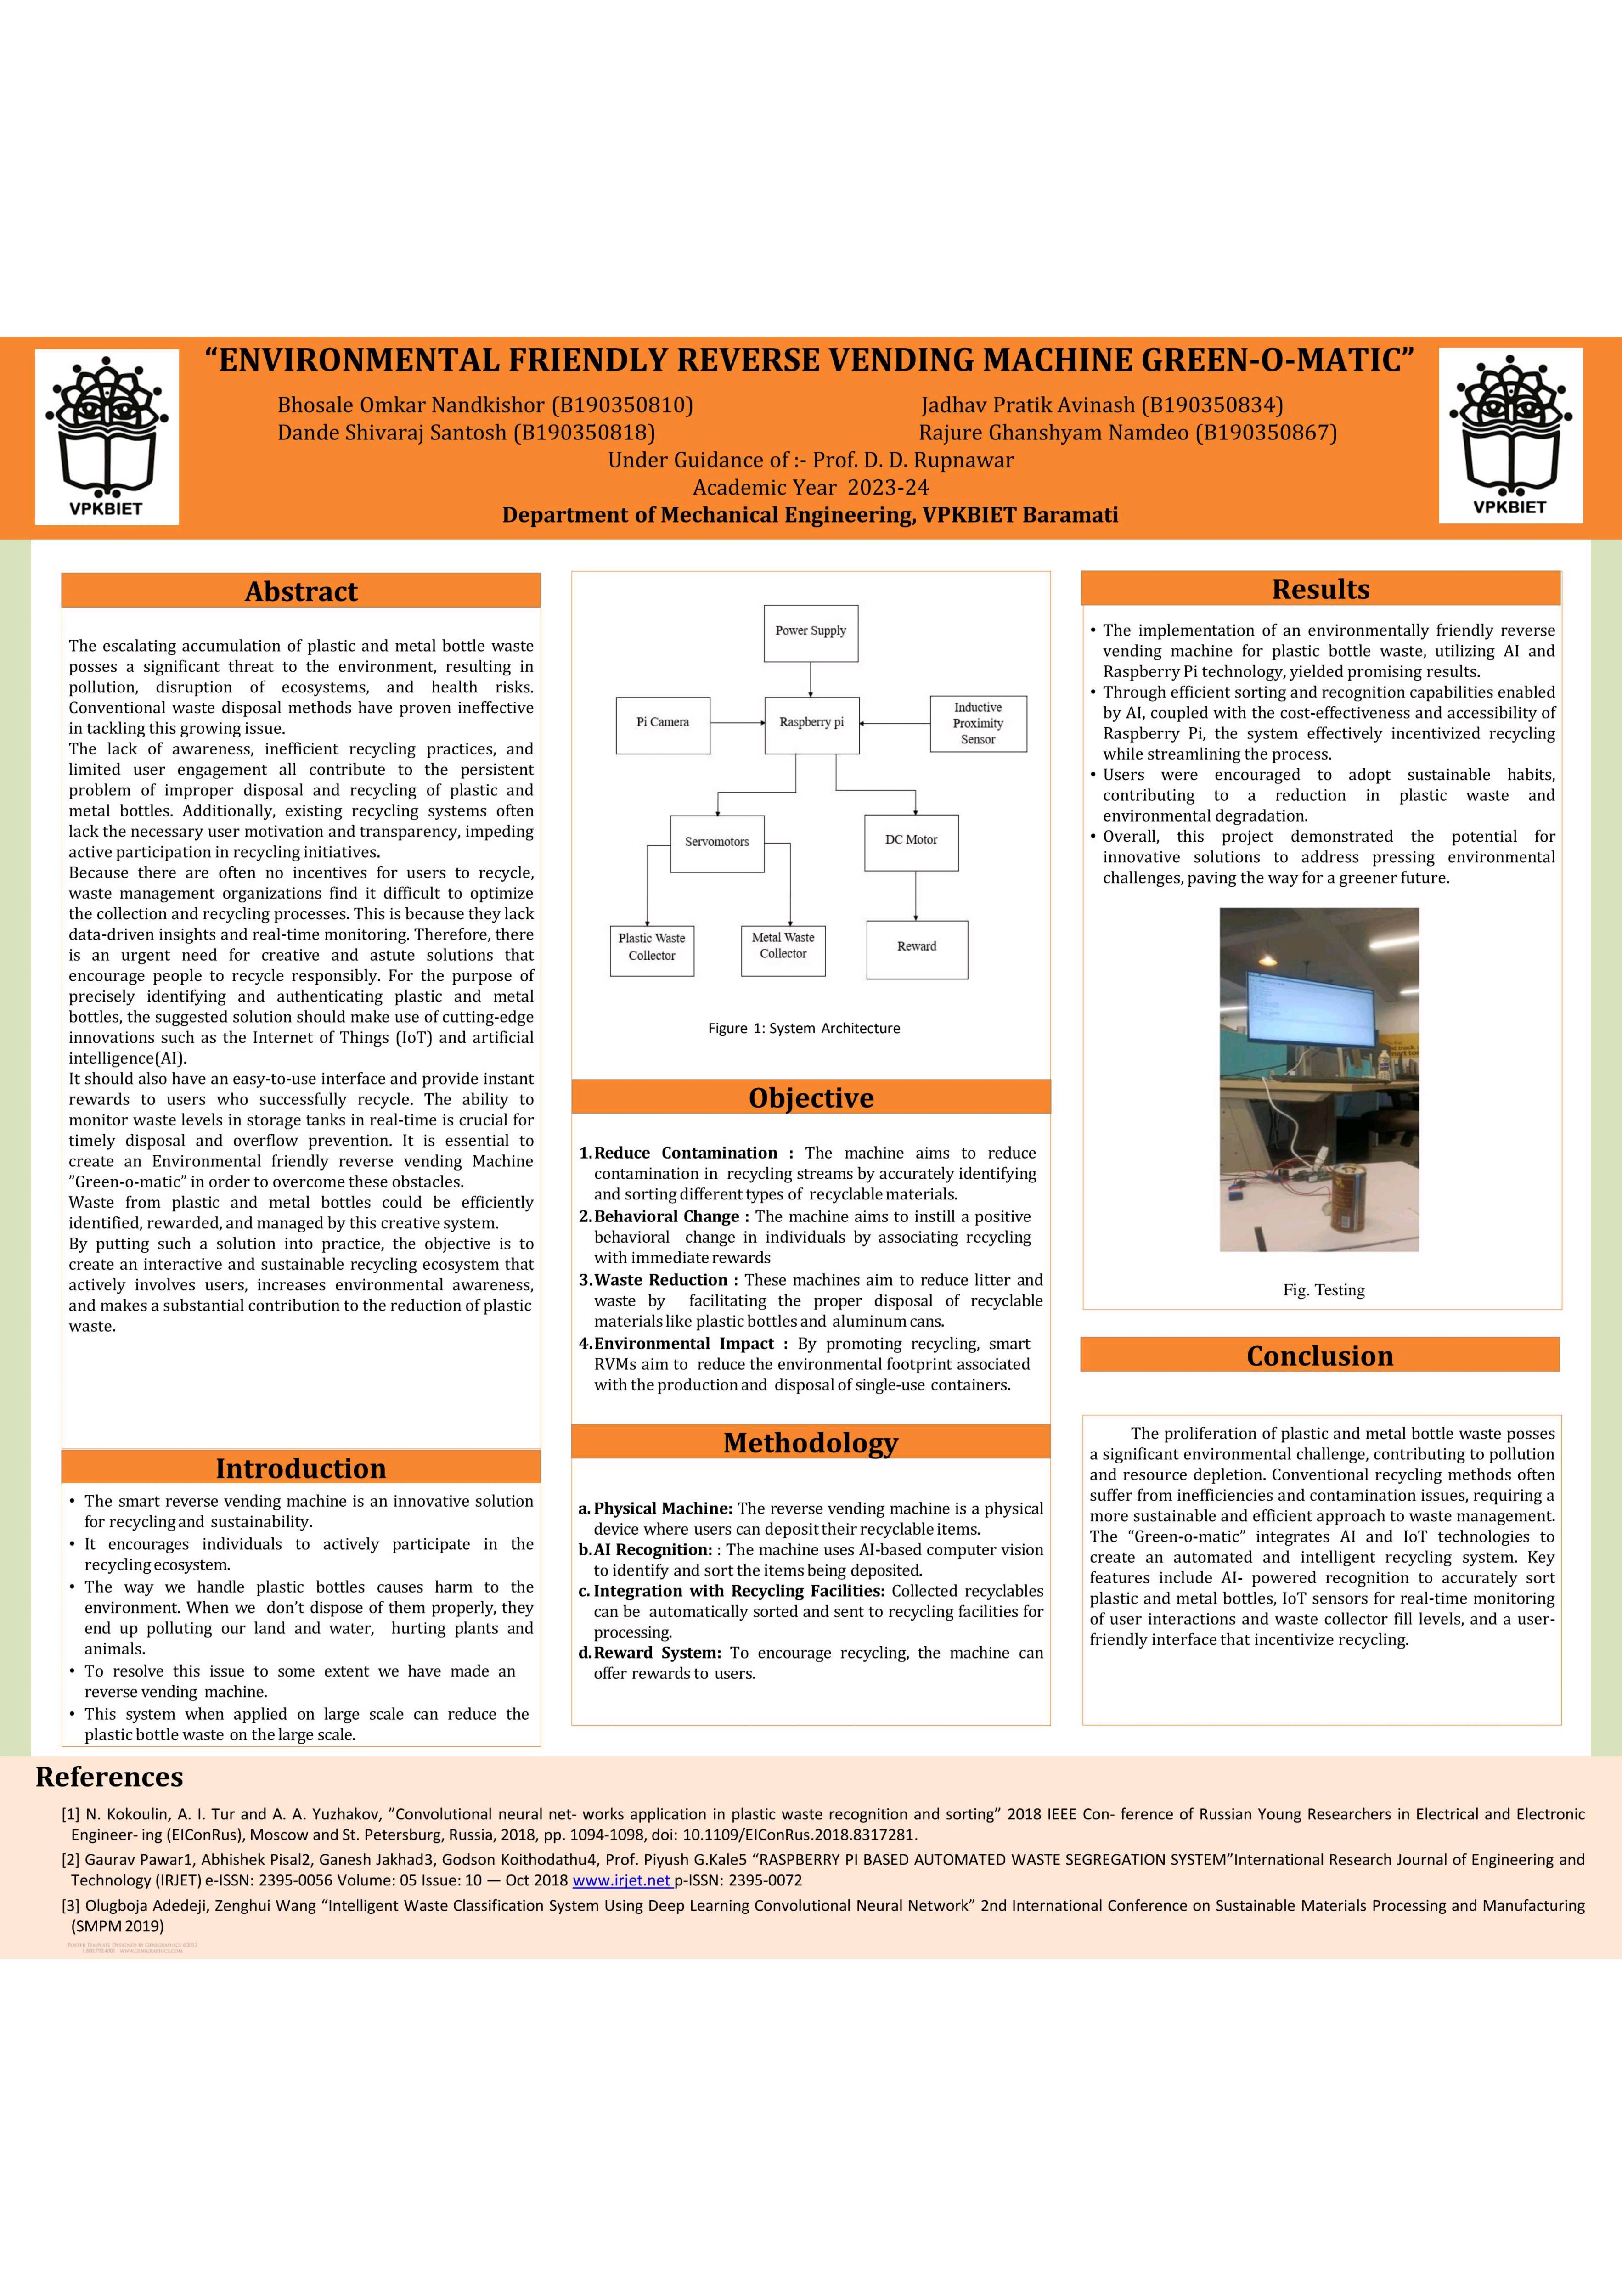 “ENVIRONMENTAL FRIENDLY REVERSE VENDING MACHINE GREEN-O-MATIC”
Bhosale Omkar Nandkishor (B190350810)
Jadhav Pratik Avinash (B190350834)
Dande Shivaraj Santosh (B190350818)
Rajure Ghanshyam Namdeo (B190350867)
Under Guidance of :- Prof. D. D. Rupnawar
Academic Year 2023-24
Department of Mechanical Engineering, VPKBIET Baramati
VPKBIET
VPKBIET
Abstract
The escalating accumulation of plastic and metal bottle waste
posses a significant threat to the environment, resulting in
pollution, disruption of ecosystems, and health risks.
Conventional waste disposal methods have proven ineffective
in tackling this growing issue.
The lack of awareness, inefficient recycling practices, and
limited user engagement all contribute to the persistent
problem of improper disposal and recycling of plastic and
metal bottles. Additionally, existing recycling systems often
lack the necessary user motivation and transparency, impeding
active participation in recycling initiatives.
Because there are often no incentives for users to recycle,
waste management organizations find it difficult to optimize
the collection and recycling processes. This is because they lack
data-driven insights and real-time monitoring. Therefore, there
is an urgent need for creative and astute solutions that
encourage people to recycle responsibly. For the purpose of
precisely identifying and authenticating plastic and metal
bottles, the suggested solution should make use of cutting-edge
innovations such as the Internet of Things (IoT) and artificial
intelligence(AI).
It should also have an easy-to-use interface and provide instant
rewards to users who successfully recycle. The ability to
monitor waste levels in storage tanks in real-time is crucial for
timely disposal and overflow prevention. It is essential to
create an Environmental friendly reverse vending Machine
”Green-o-matic” in order to overcome these obstacles.
Waste from plastic and metal bottles could be efficiently
identified, rewarded, and managed by this creative system.
By putting such a solution into practice, the objective is to
create an interactive and sustainable recycling ecosystem that
actively involves users, increases environmental awareness,
and makes a substantial contribution to the reduction of plastic
waste.
Introduction
• The smart reverse vending machine is an innovative solution
for recycling and sustainability.
• It encourages individuals to actively participate in the
recycling ecosystem.
• The way we handle plastic bottles causes harm to the
environment. When we don’t dispose of them properly, they
end up polluting our land and water, hurting plants and
animals.
• To resolve this issue to some extent we have made an
reverse vending machine.
• This system when applied on large scale can reduce the
plastic bottle waste on the large scale.
Power Supply
Pi Camera
Raspberry pi
Inductive
Proximity
Sensor
Servomotors
DC Motor
Plastic Waste
Collector
Metal Waste
Collector
Reward
Figure 1: System Architecture
Objective
1. Reduce Contamination : The machine aims to reduce
contamination in recycling streams by accurately identifying
and sorting different types of recyclable materials.
2. Behavioral Change : The machine aims to instill a positive
behavioral change in individuals by associating recycling
with immediate rewards
3. Waste Reduction : These machines aim to reduce litter and
waste by facilitating the proper disposal of recyclable
materials like plastic bottles and aluminum cans.
4. Environmental Impact : By promoting recycling, smart
RVMs aim to reduce the environmental footprint associated
with the production and disposal of single-use containers.
Methodology
a. Physical Machine: The reverse vending machine is a physical
device where users can deposit their recyclable items.
b. AI Recognition: : The machine uses AI-based computer vision
to identify and sort the items being deposited.
c. Integration with Recycling Facilities: Collected recyclables
can be automatically sorted and sent to recycling facilities for
processing.
d. Reward System: To encourage recycling, the machine can
offer rewards to users.
Results
• The implementation of an environmentally friendly reverse
vending machine for plastic bottle waste, utilizing AI and
Raspberry Pi technology, yielded promising results.
• Through efficient sorting and recognition capabilities enabled
by AI, coupled with the cost-effectiveness and accessibility of
Raspberry Pi, the system effectively incentivized recycling
while streamlining the process.
• Users were encouraged to adopt sustainable habits,
contributing to a reduction in plastic waste and
environmental degradation.
• Overall, this project demonstrated the potential for
innovative solutions to address pressing environmental
challenges, paving the way for a greener future.
Fig. Testing
Conclusion
The proliferation of plastic and metal bottle waste posses
a significant environmental challenge, contributing to pollution
and resource depletion. Conventional recycling methods often
suffer from inefficiencies and contamination issues, requiring a
more sustainable and efficient approach to waste management.
The “Green-o-matic” integrates AI and IoT technologies to
create an automated and intelligent recycling system. Key
features include AI- powered recognition to accurately sort
plastic and metal bottles, IoT sensors for real-time monitoring
of user interactions and waste collector fill levels, and a user-
friendly interface that incentivize recycling.
References
[1] N. Kokoulin, A. I. Tur and A. A. Yuzhakov, ”Convolutional neural net- works application in plastic waste recognition and sorting” 2018 IEEE Con- ference of Russian Young Researchers in Electrical and Electronic
Engineer- ing (EIConRus), Moscow and St. Petersburg, Russia, 2018, pp. 1094-1098, doi: 10.1109/EIConRus.2018.8317281.
[2] Gaurav Pawar1, Abhishek Pisal2, Ganesh Jakhad3, Godson Koithodathu4, Prof. Piyush G.Kale5 “RASPBERRY PI BASED AUTOMATED WASTE SEGREGATION SYSTEM”International Research Journal of Engineering and
Technology (IRJET) e-ISSN: 2395-0056 Volume: 05 Issue: 10 — Oct 2018 www.irjet.net p-ISSN: 2395-0072
[3] Olugboja Adedeji, Zenghui Wang “Intelligent Waste Classification System Using Deep Learning Convolutional Neural Network” 2nd International Conference on Sustainable Materials Processing and Manufacturing
(SMPM 2019)
POSTER TEMPLATE DESIGNED BY GENIGRAPHICS ©2012
1.800.790.4001 WWW.GENIGRAPHICS.COM